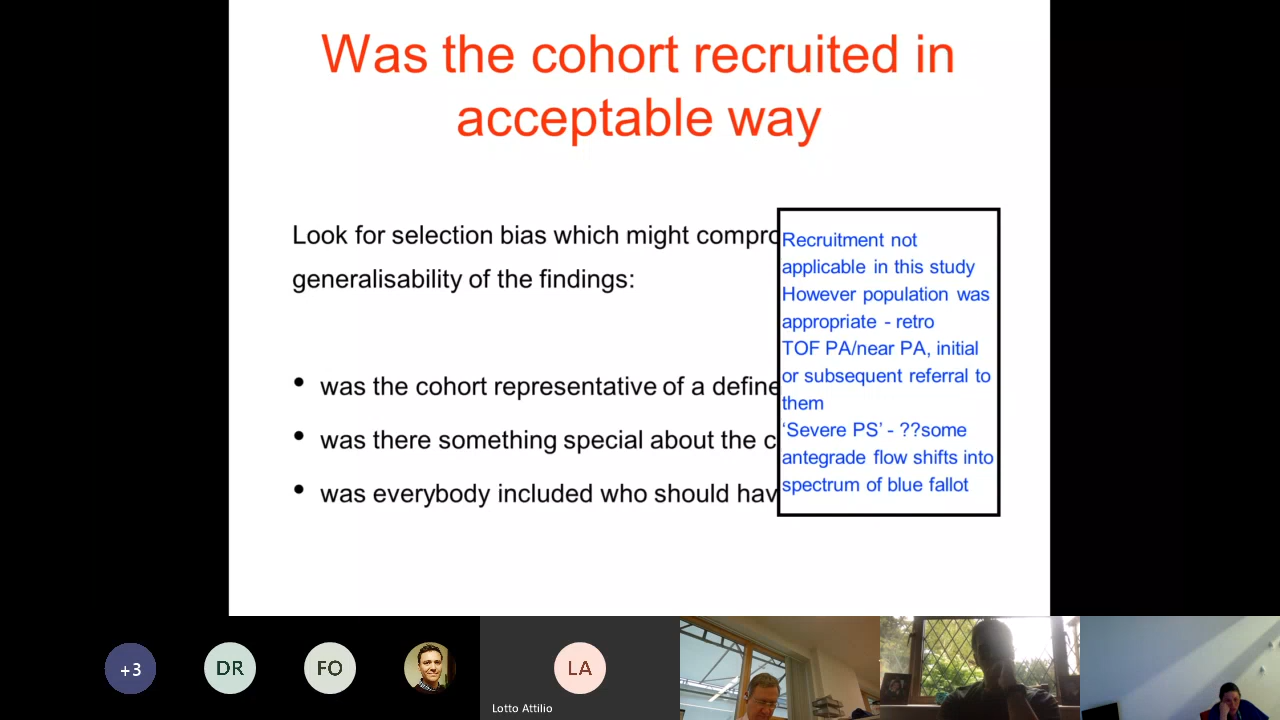 Was the cohort recruited in
acceptable way
Look for selection bias which might compro
generalisability of the findings:
• was the cohort representative of a define
• was there something special about the c
• was everybody included who should hav
Recruitment not
applicable in this study
However population was
appropriate - retro
TOF PA/near PA, initial
or subsequent referral to
them
‘Severe PS’ - ??some
antegrade flow shifts into
spectrum of blue fallot
+3
DR
FO
LA
Lotto Attilio